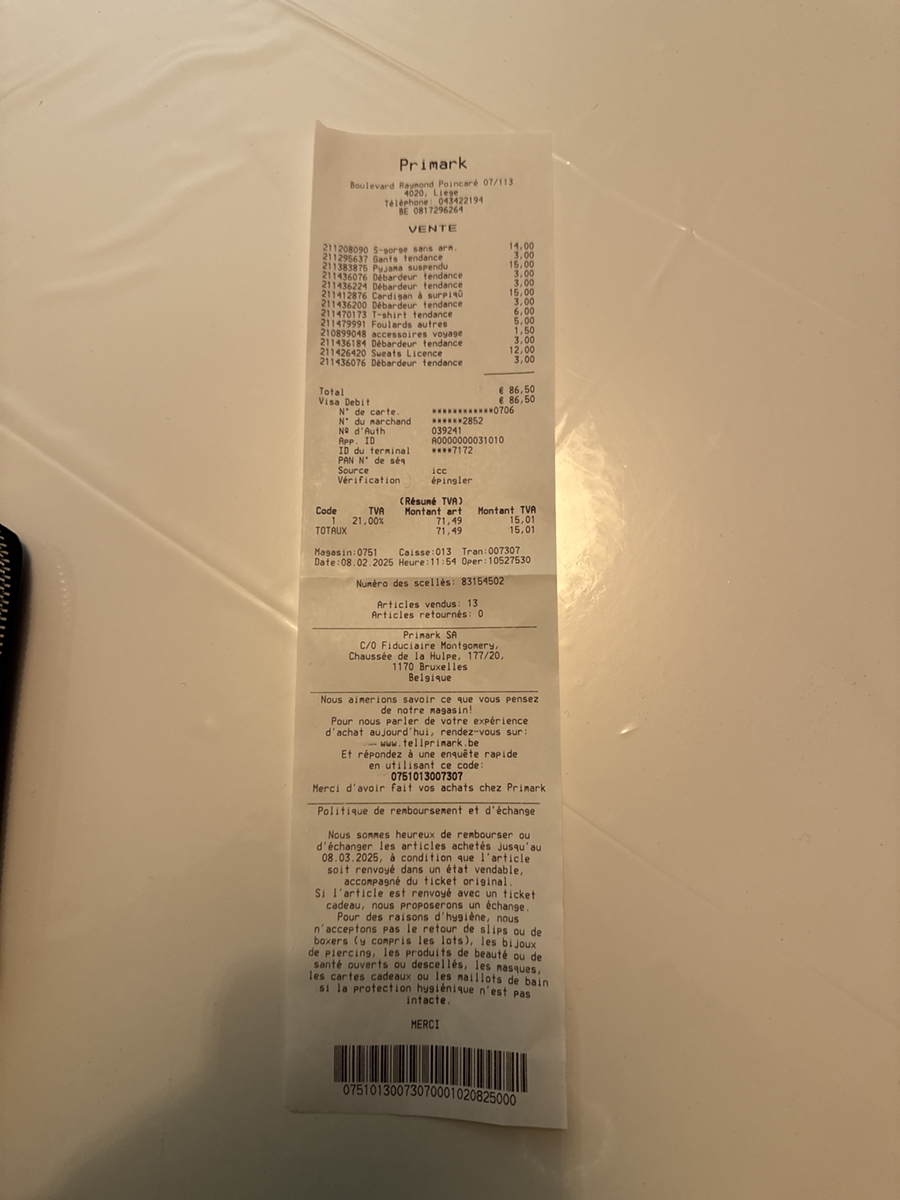 Primark
Boulevard Raymond Poincaré 07/113
4020, Liege
Téléphone: 043422194
BE 0817296264
VENTE
211208090 S-gorge sans arm. 14,00
211295637 Gants tendance 3,00
211383875 Pyjama suspendu 15,00
211436076 Débardeur tendance 3,00
211436224 Débardeur tendance 3,00
211412876 Cardigan à surpiqû 15,00
211436200 Débardeur tendance 3,00
211470173 T-shirt tendance 6,00
211479991 Foulards autres 5,00
210899048 accessoires voyage 1,50
211436184 Débardeur tendance 3,00
211426420 Sweats Licence 12,00
211436076 Débardeur tendance 3,00
Total € 86,50
Visa Debit € 86,50
N° de carte. ************0706
N° du marchand ******2852
Nº d'Auth 039241
App. ID A0000000031010
ID du terminal ****7172
PAN N° de séq
Source icc
Vérification épingler
(Résumé TVA)
Code TVA Montant art Montant TVA
1 21,00% 71,49 15,01
TOTAUX 71,49 15,01
Magasin:0751 Caisse:013 Tran:007307
Date:08.02.2025 Heure:11:54 Oper:10527530
Numéro des scellés: 83154502
Articles vendus: 13
Articles retournés: 0
Primark SA
C/O Fiduciaire Montgomery,
Chaussée de la Hulpe, 177/20,
1170 Bruxelles
Belgique
Nous aimerions savoir ce que vous pensez
de notre magasin!
Pour nous parler de votre expérience
d'achat aujourd'hui, rendez-vous sur:
www.tellprimark.be
Et répondez à une enquête rapide
en utilisant ce code:
0751013007307
Merci d'avoir fait vos achats chez Primark
Politique de remboursement et d'échange
Nous sommes heureux de rembourser ou
d'échanger les articles achetés jusqu'au
08.03.2025, à condition que l'article
soit renvoyé dans un état vendable,
accompagné du ticket original.
Si l'article est renvoyé avec un ticket
cadeau, nous proposerons un échange.
Pour des raisons d'hygiène, nous
n'acceptons pas le retour de slips ou de
boxers (y compris les lots), les bijoux
de piercing, les produits de beauté ou de
santé ouverts ou descellés, les masques,
les cartes cadeaux ou les maillots de bain
si la protection hygiénique n'est pas
intacte.
MERCI
07510130073070001020825000